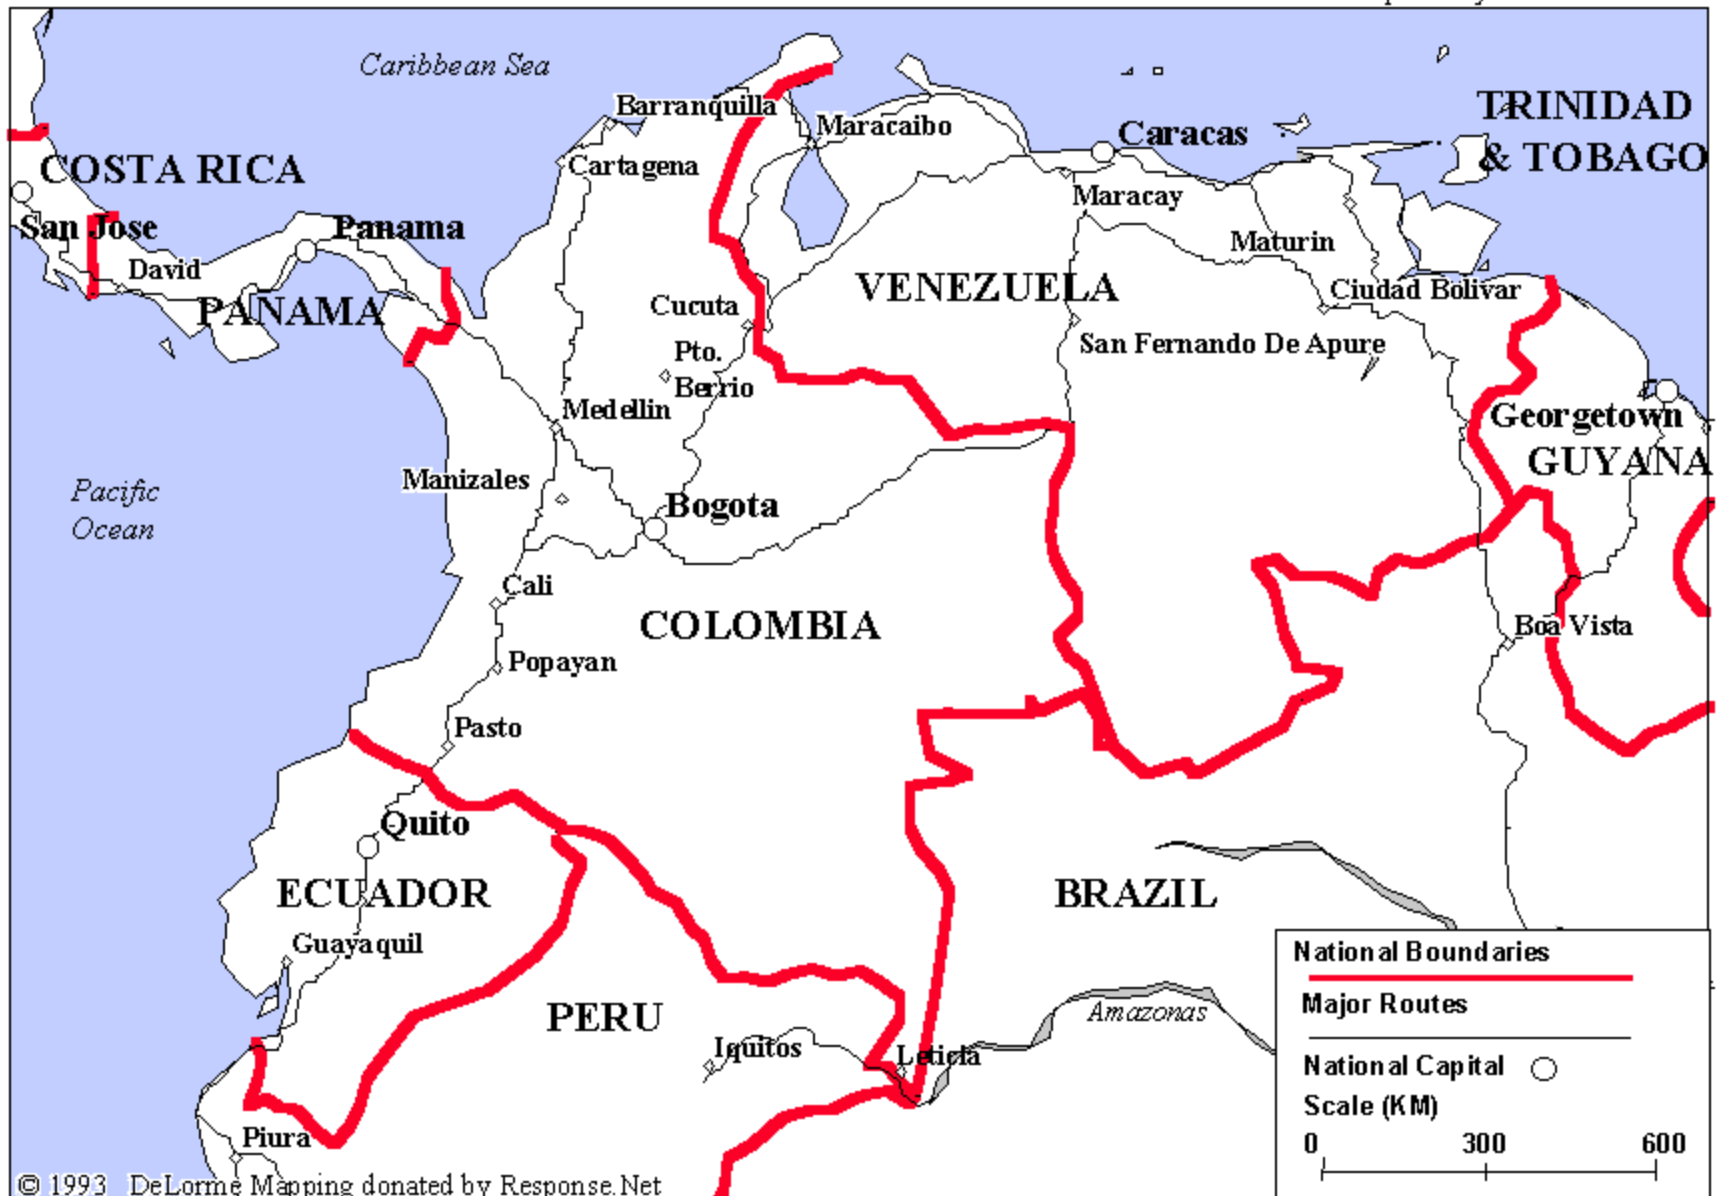 Caribbean Sea
TRINIDAD
& TOBAGO
Barranquilla
Maracaibo
Caracas
COSTA RICA
Cartagena
Maracay
San Jose
Panama
Maturin
David
VENEZUELA
Ciudad Bolivar
PANAMA
Cucuta
San Fernando De Apure
Pto.
Berrio
Medellin
Georgetown
GUYANA
Manizales
Pacific
Ocean
Bogota
Cali
COLOMBIA
Boa Vista
Popayan
Pasto
Quito
ECUADOR
BRAZIL
Guayaquil
PERU
Amazonas
Iquitos
Leticia
Piura
National Boundaries
Major Routes
National Capital
Scale (KM)
0 300 600
© 1993 DeLorme Mapping donated by Response.Net